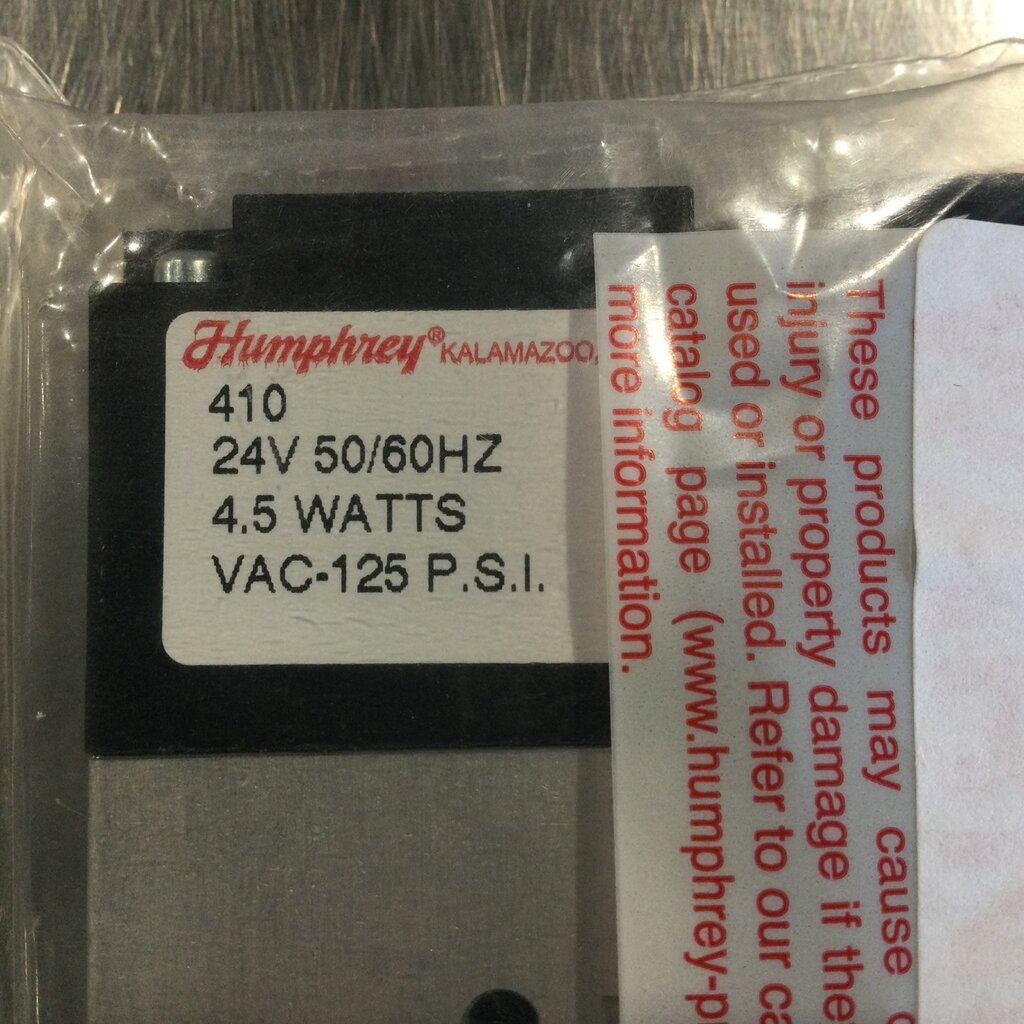 Humphrey® KALAMAZOO,
410
24V 50/60HZ
4.5 WATTS
VAC-125 P.S.I.
These products may cause
injury or property damage if the
used or installed. Refer to our
catalog page (www.humphrey-
more information.